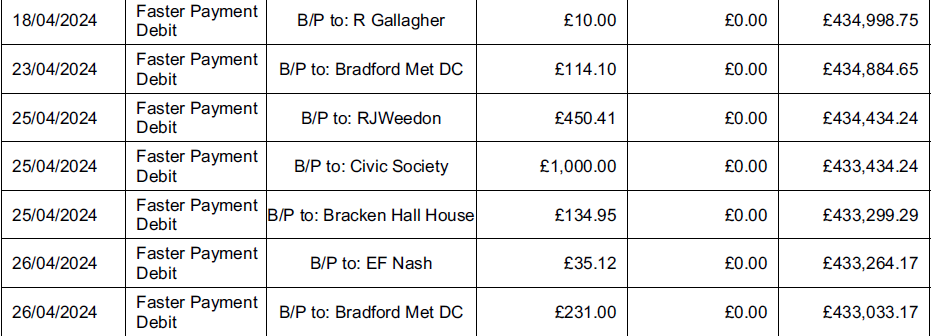 18/04/2024 Faster Payment Debit B/P to: R Gallagher £10.00 £0.00 £434,998.75
23/04/2024 Faster Payment Debit B/P to: Bradford Met DC £114.10 £0.00 £434,884.65
25/04/2024 Faster Payment Debit B/P to: RJWeedon £450.41 £0.00 £434,434.24
25/04/2024 Faster Payment Debit B/P to: Civic Society £1,000.00 £0.00 £433,434.24
25/04/2024 Faster Payment Debit B/P to: Bracken Hall House £134.95 £0.00 £433,299.29
26/04/2024 Faster Payment Debit B/P to: EF Nash £35.12 £0.00 £433,264.17
26/04/2024 Faster Payment Debit B/P to: Bradford Met DC £231.00 £0.00 £433,033.17